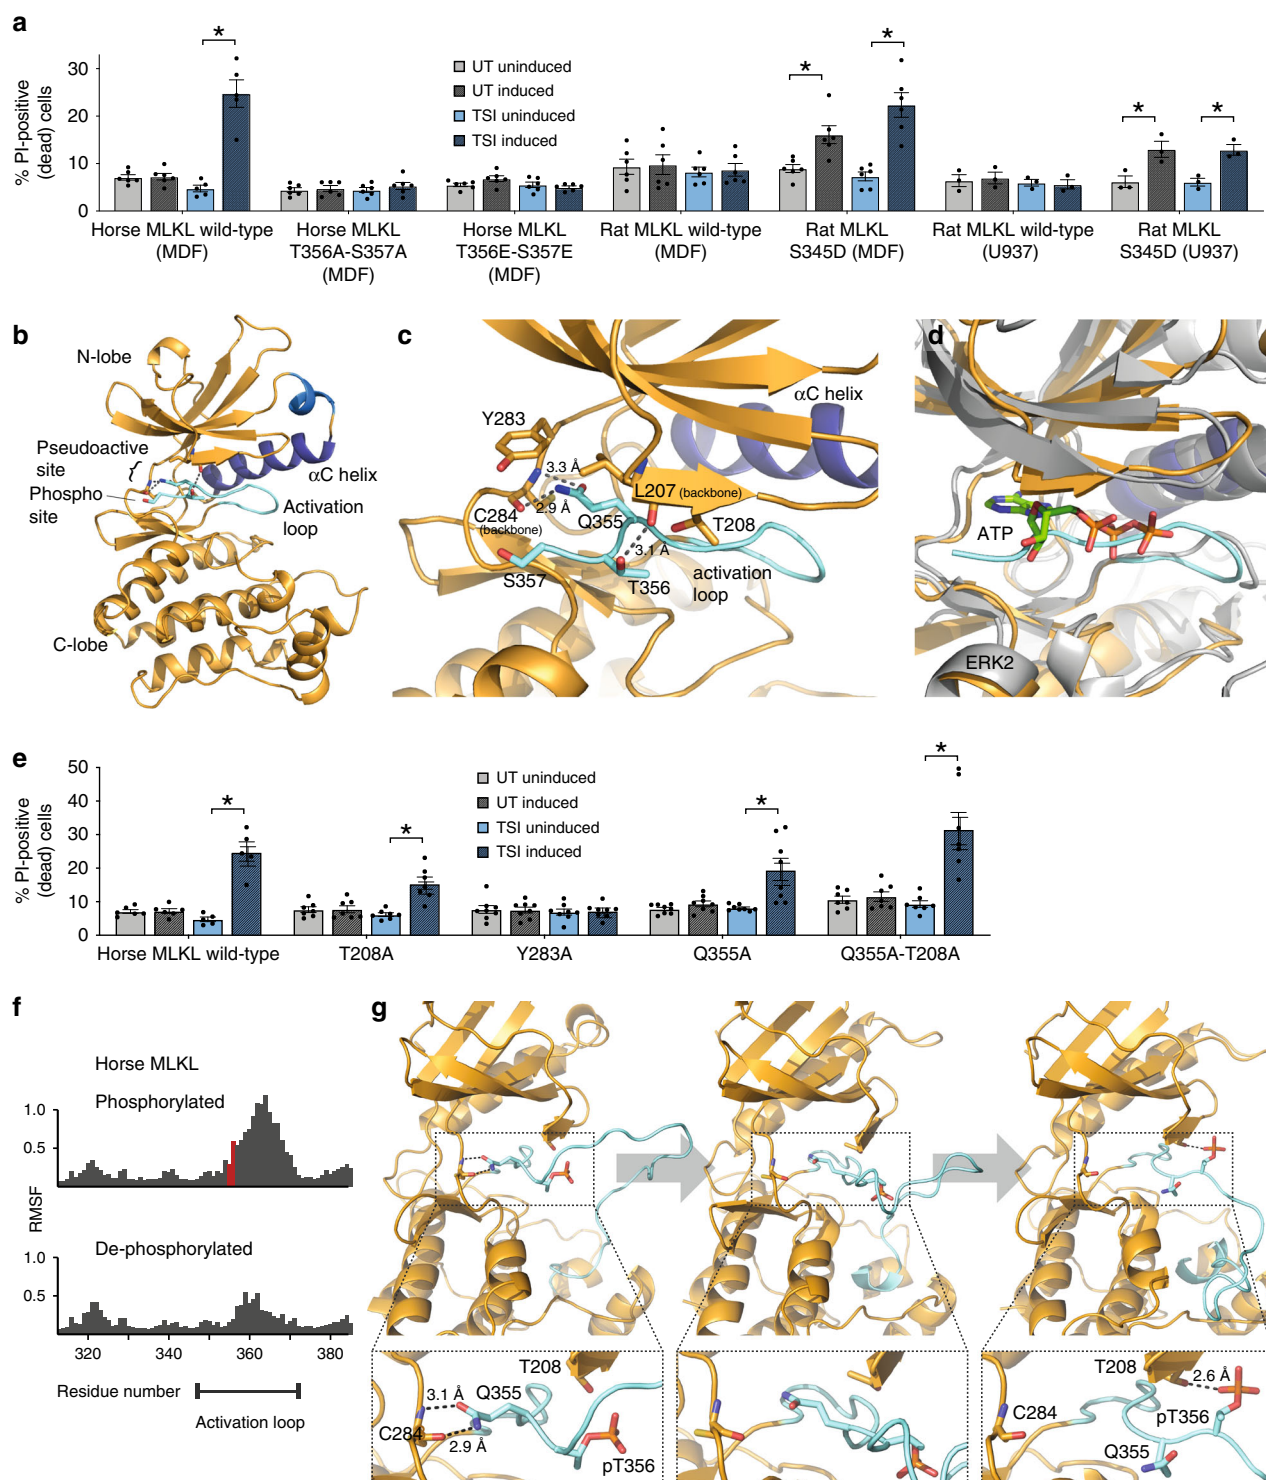 a
% PI-positive
(dead) cells
30
20
10
0
UT uninduced
UT induced
TSI uninduced
TSI induced
*
*
*
*
*
Horse MLKL wild-type
(MDF)
Horse MLKL
T356A-S357A
(MDF)
Horse MLKL
T356E-S357E
(MDF)
Rat MLKL wild-type
(MDF)
Rat MLKL
S345D (MDF)
Rat MLKL wild-type
(U937)
Rat MLKL
S345D (U937)
b
N-lobe
Pseudoactive
site
{
Phospho
site
αC helix
Activation
loop
C-lobe
c
αC helix
Y283
3.3 Å
L207 (backbone)
2.9 Å
C284
(backbone)
Q355
T208
3.1 Å
S357
T356
activation
loop
d
ATP
ERK2
e
% PI-positive
(dead) cells
50
40
30
20
10
0
UT uninduced
UT induced
TSI uninduced
TSI induced
*
*
*
*
Horse MLKL wild-type
T208A
Y283A
Q355A
Q355A-T208A
f
Horse MLKL
Phosphorylated
1.0
0.5
RMSF
De-phosphorylated
1.0
0.5
320 340 360 380
Residue number
Activation loop
g
T208
3.1 Å
Q355
C284
2.9 Å
pT356
T208
2.6 Å
C284
pT356
Q355